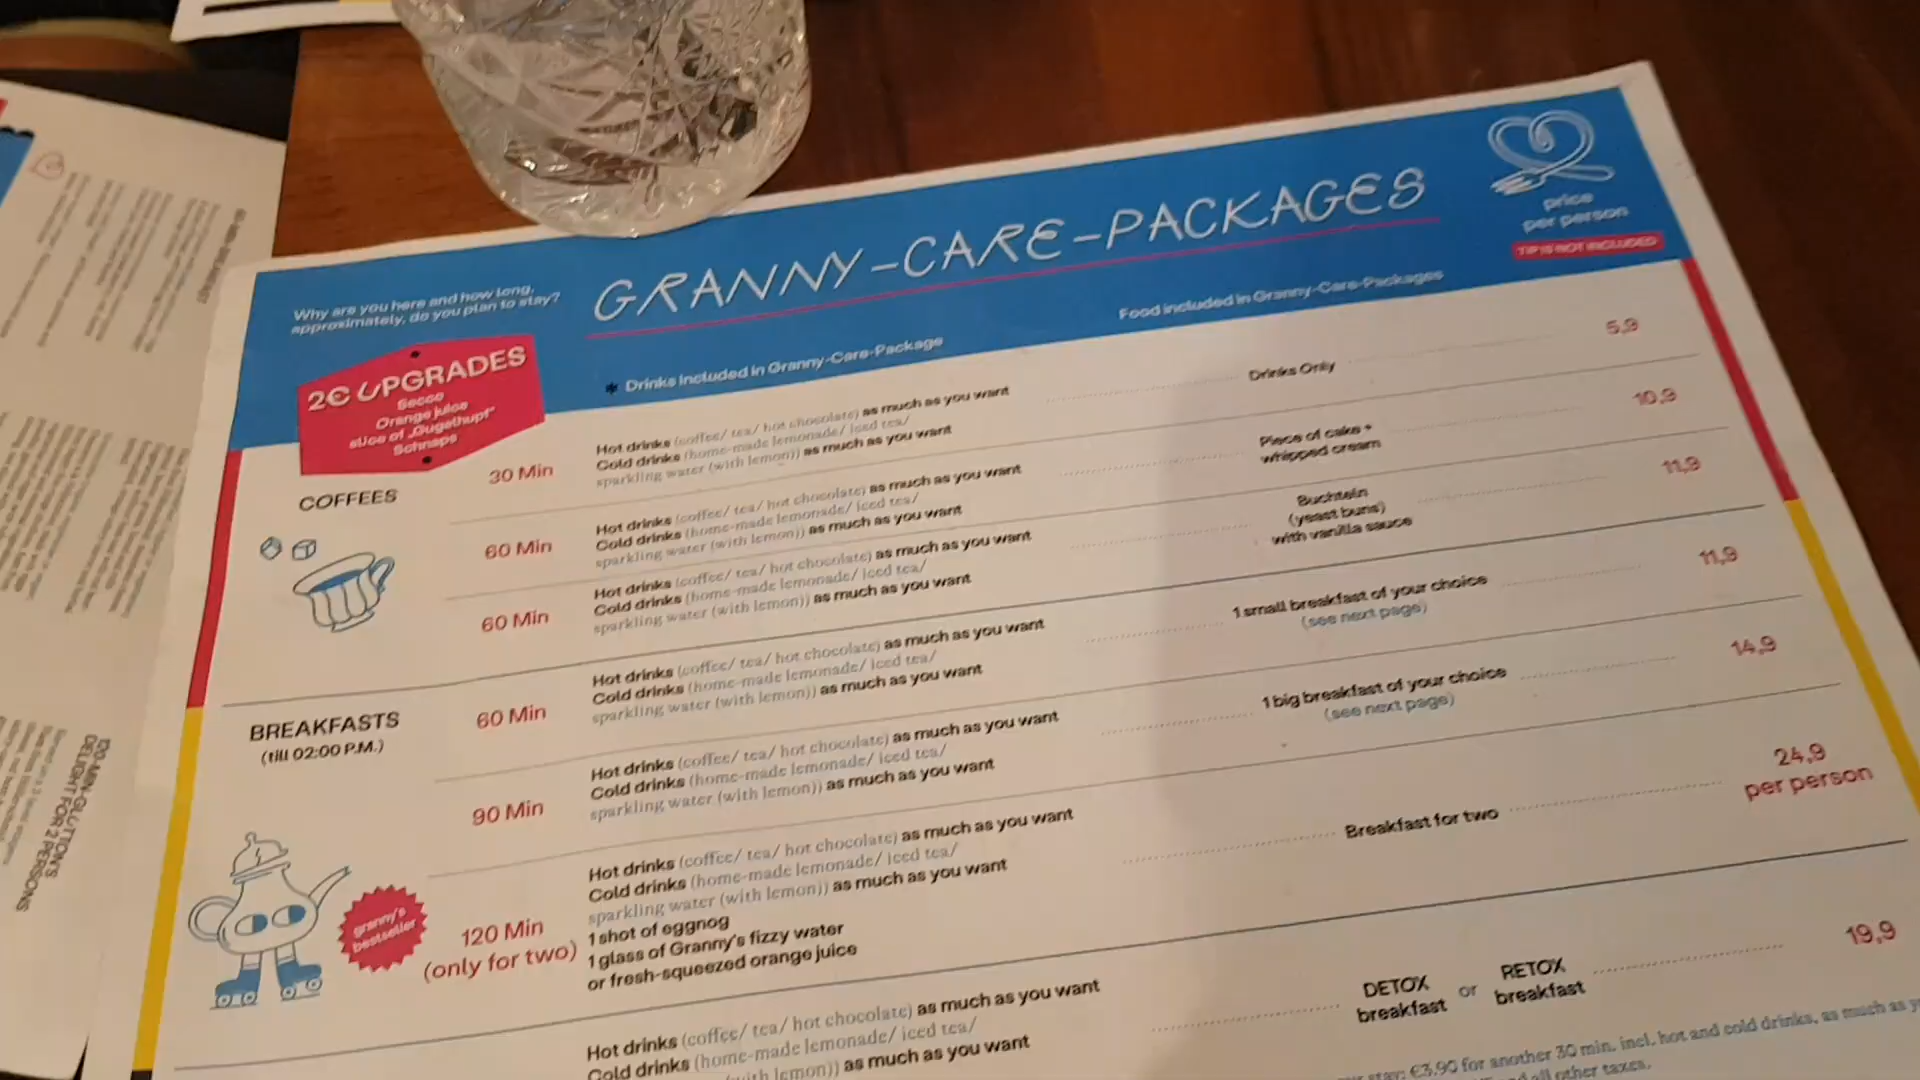 Why are you here and how long,
approximately, do you plan to stay?
GRANNY-CARE-PACKAGES
price
per person
TIP IS NOT INCLUDED
2€ UPGRADES
Secco
Orange juice
slice of „Gugelhupf“
Schnaps
* Drinks included in Granny-Care-Package
Food included in Granny-Care-Packages
COFFEES
30 Min
Hot drinks (coffee/ tea/ hot chocolate) as much as you want
Cold drinks (home-made lemonade/ iced tea/
sparkling water (with lemon)) as much as you want
Drinks Only
5,9
60 Min
Hot drinks (coffee/ tea/ hot chocolate) as much as you want
Cold drinks (home-made lemonade/ iced tea/
sparkling water (with lemon)) as much as you want
Piece of cake +
whipped cream
10,9
60 Min
Hot drinks (coffee/ tea/ hot chocolate) as much as you want
Cold drinks (home-made lemonade/ iced tea/
sparkling water (with lemon)) as much as you want
Buchteln
(yeast buns)
with vanilla sauce
11,9
BREAKFASTS
(till 02:00 P.M.)
60 Min
Hot drinks (coffee/ tea/ hot chocolate) as much as you want
Cold drinks (home-made lemonade/ iced tea/
sparkling water (with lemon)) as much as you want
1 small breakfast of your choice
(see next page)
11,9
90 Min
Hot drinks (coffee/ tea/ hot chocolate) as much as you want
Cold drinks (home-made lemonade/ iced tea/
sparkling water (with lemon)) as much as you want
1 big breakfast of your choice
(see next page)
14,9
granny's
bestseller
120 Min
(only for two)
Hot drinks (coffee/ tea/ hot chocolate) as much as you want
Cold drinks (home-made lemonade/ iced tea/
sparkling water (with lemon)) as much as you want
1 shot of eggnog
1 glass of Granny's fizzy water
or fresh-squeezed orange juice
Breakfast for two
24,9
per person
Hot drinks (coffee/ tea/ hot chocolate) as much as you want
Cold drinks (home-made lemonade/ iced tea/
(with lemon)) as much as you want
DETOX
breakfast
or
RETOX
breakfast
19,9
stay: €3.90 for another 30 min. incl. hot and cold drinks, as much as
and all other taxes.
120-MIN-GLUTTON'S
DELIGHT FOR 2 PERSONS